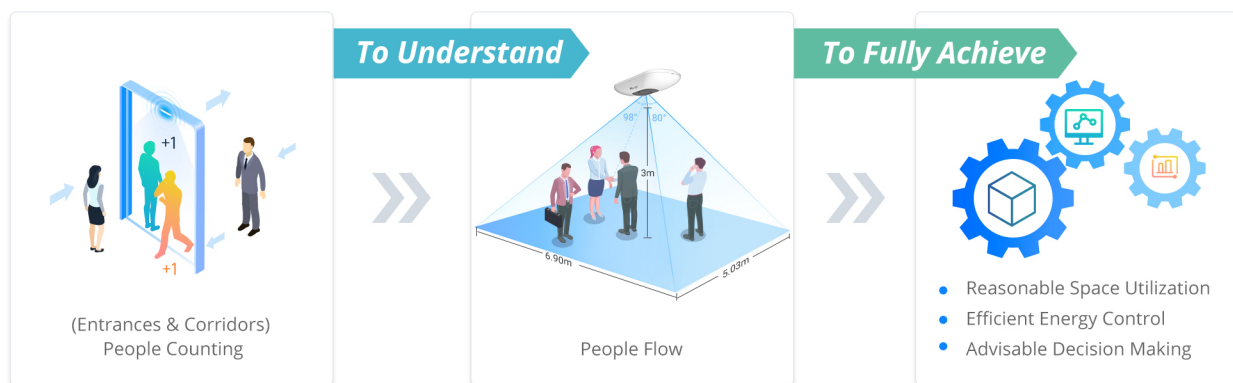 To Understand
To Fully Achieve
+1
+1
(Entrances & Corridors)
People Counting
98°
80°
3m
6.90m
5.03m
People Flow
Reasonable Space Utilization
Efficient Energy Control
Advisable Decision Making